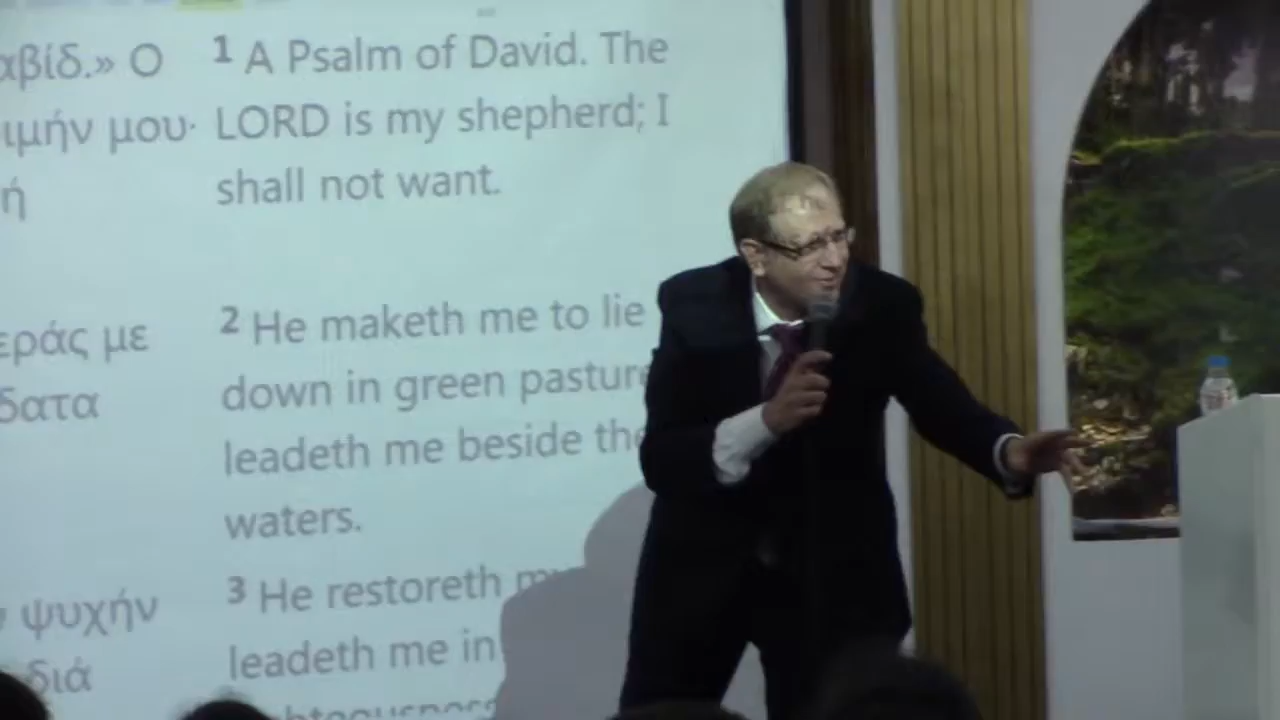 αβίδ.» Ο
ιμήν μου·
ή
εράς με
δατα
ψυχήν
διά
1 A Psalm of David. The
LORD is my shepherd; I
shall not want.
2 He maketh me to lie
down in green pasture
leadeth me beside the
waters.
3 He restoreth my
leadeth me in
hteousness